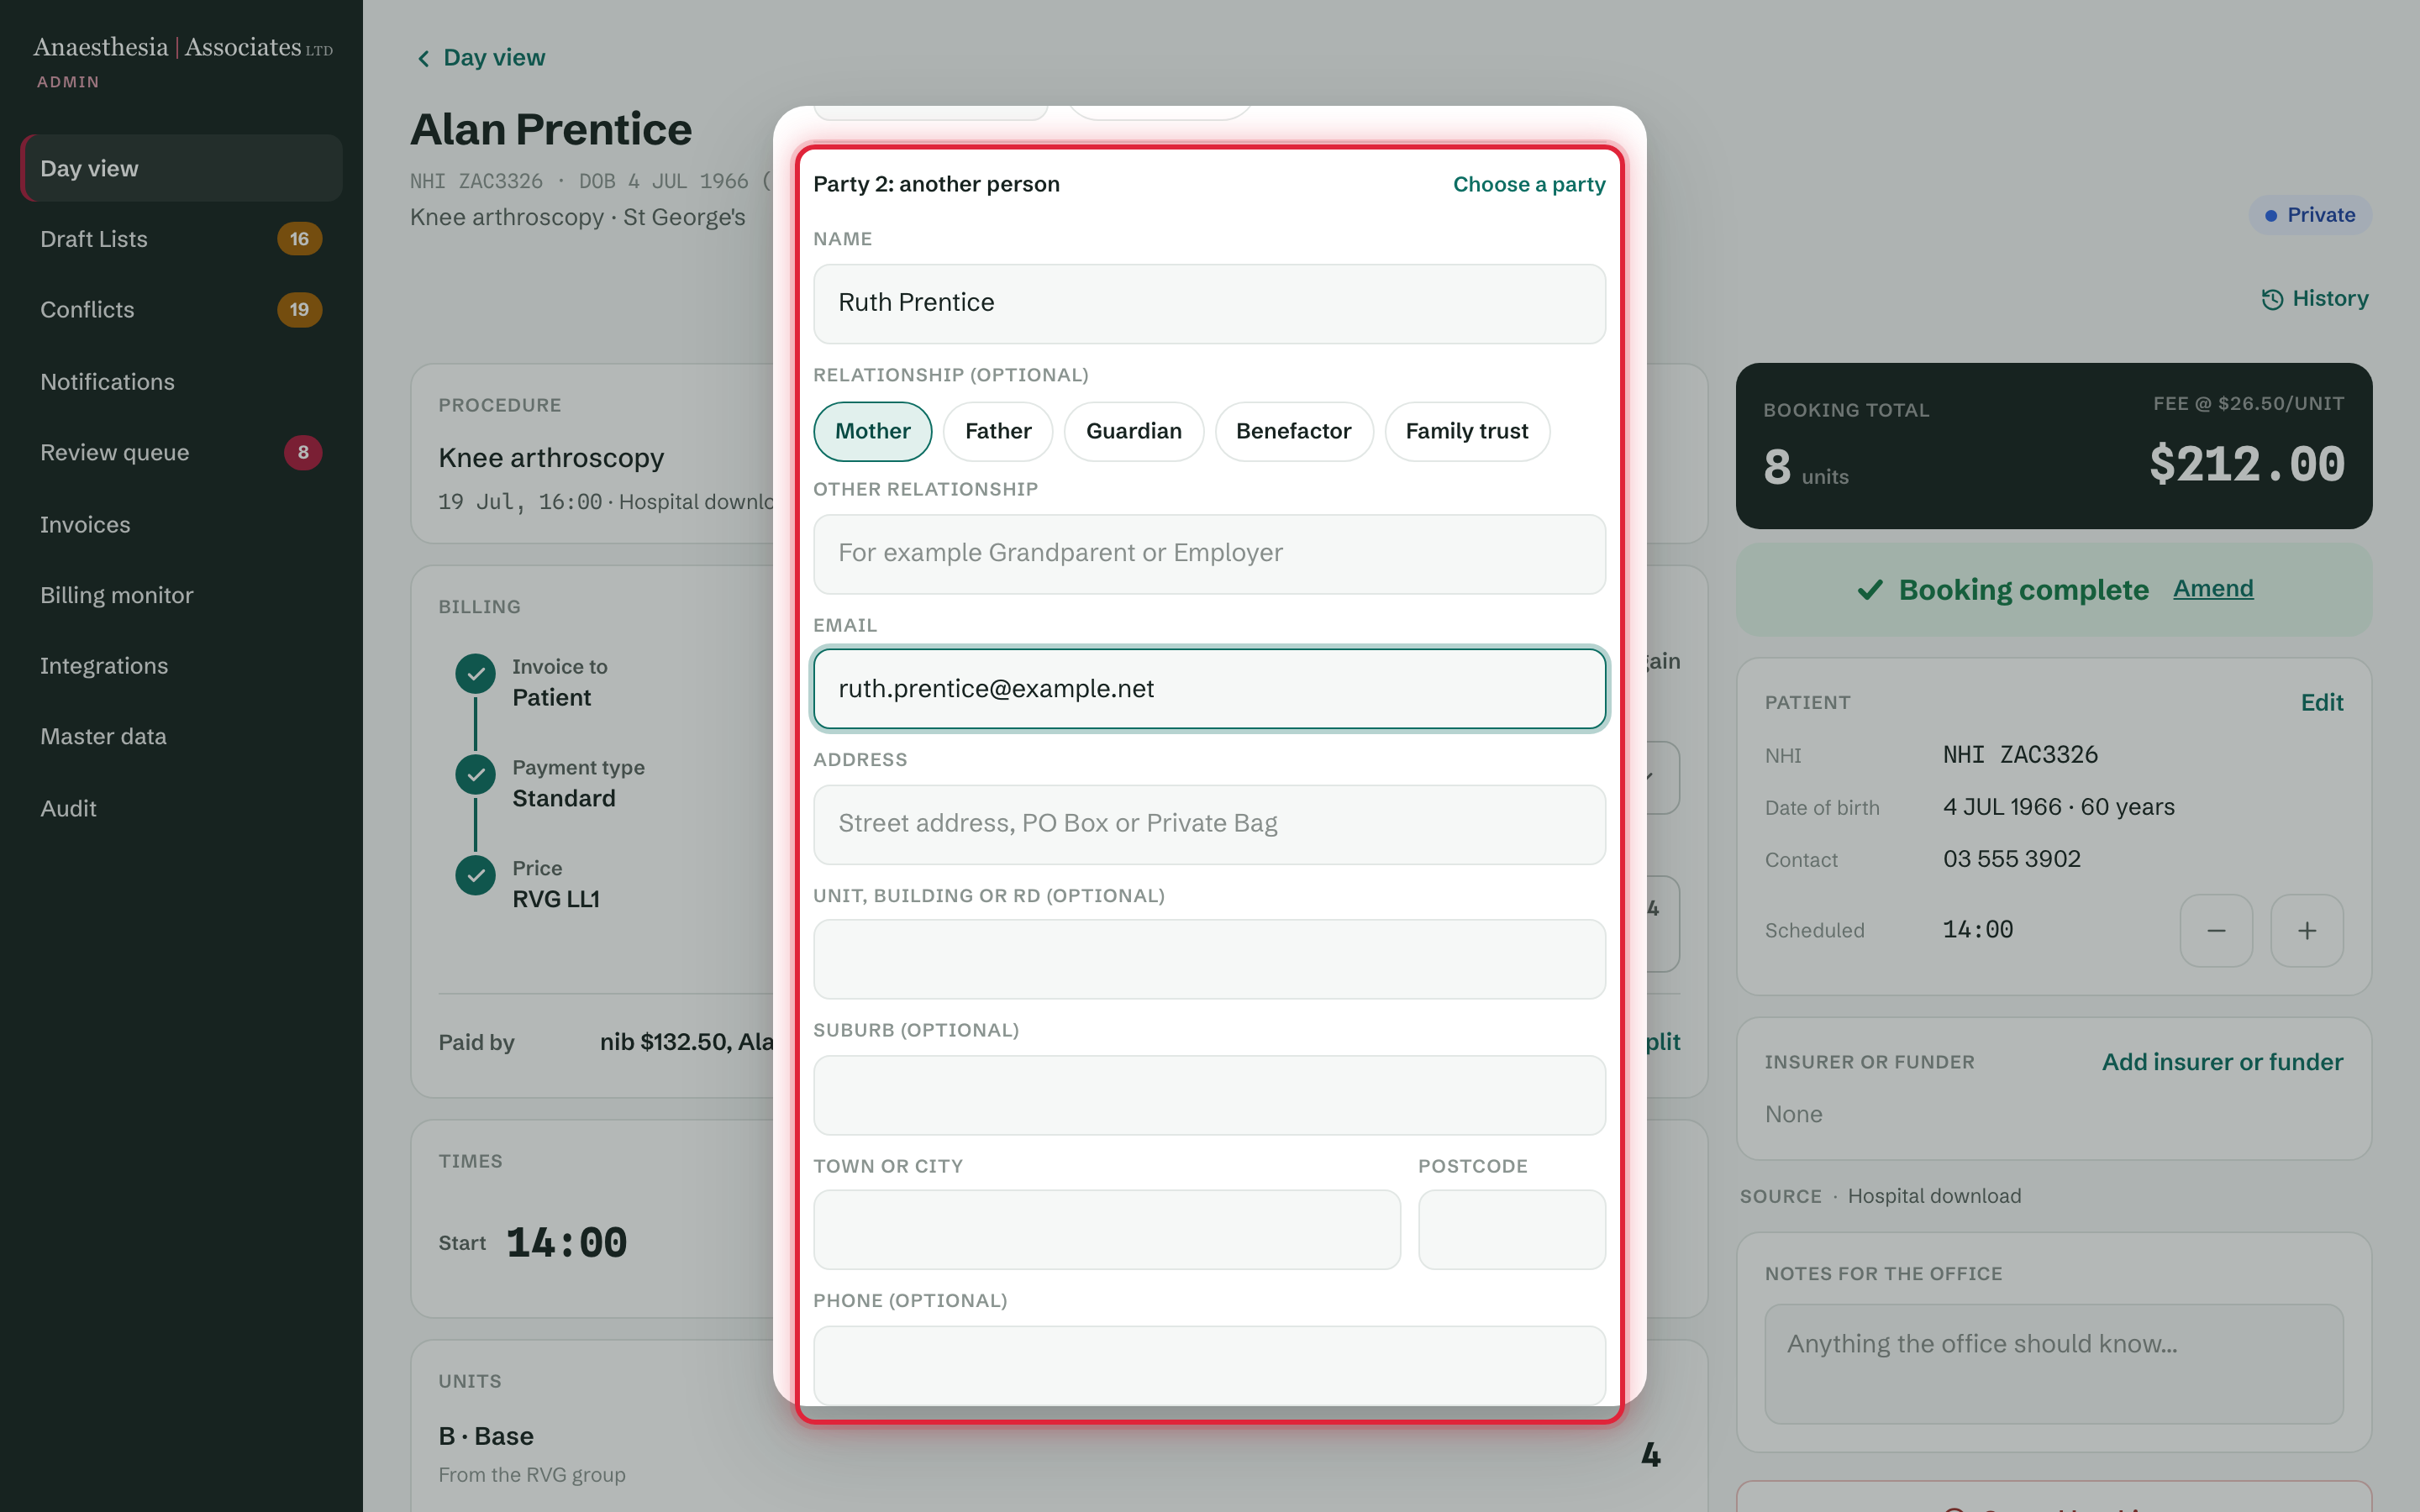 Anaesthesia | Associates LTD
ADMIN
Day view
Draft Lists 16
Conflicts 19
Notifications
Review queue 8
Invoices
Billing monitor
Integrations
Master data
Audit
Day view
Alan Prentice
NHI ZAC3326 · DOB 4 JUL 1966 (
Knee arthroscopy · St George's
Private
History
PROCEDURE
Knee arthroscopy
19 Jul, 16:00 · Hospital downlo
BILLING
Invoice to
Patient
Payment type
Standard
Price
RVG LL1
gain
4
Paid by nib $132.50, Ala
plit
TIMES
Start 14:00
UNITS
B · Base
From the RVG group
4
Party 2: another person Choose a party
NAME
Ruth Prentice
RELATIONSHIP (OPTIONAL)
Mother Father Guardian Benefactor Family trust
OTHER RELATIONSHIP
For example Grandparent or Employer
EMAIL
ruth.prentice@example.net
ADDRESS
Street address, PO Box or Private Bag
UNIT, BUILDING OR RD (OPTIONAL)
SUBURB (OPTIONAL)
TOWN OR CITY POSTCODE
PHONE (OPTIONAL)
BOOKING TOTAL FEE @ $26.50/UNIT
8 units $212.00
Booking complete Amend
PATIENT Edit
NHI NHI ZAC3326
Date of birth 4 JUL 1966 · 60 years
Contact 03 555 3902
Scheduled 14:00 − +
INSURER OR FUNDER Add insurer or funder
None
SOURCE · Hospital download
NOTES FOR THE OFFICE
Anything the office should know...